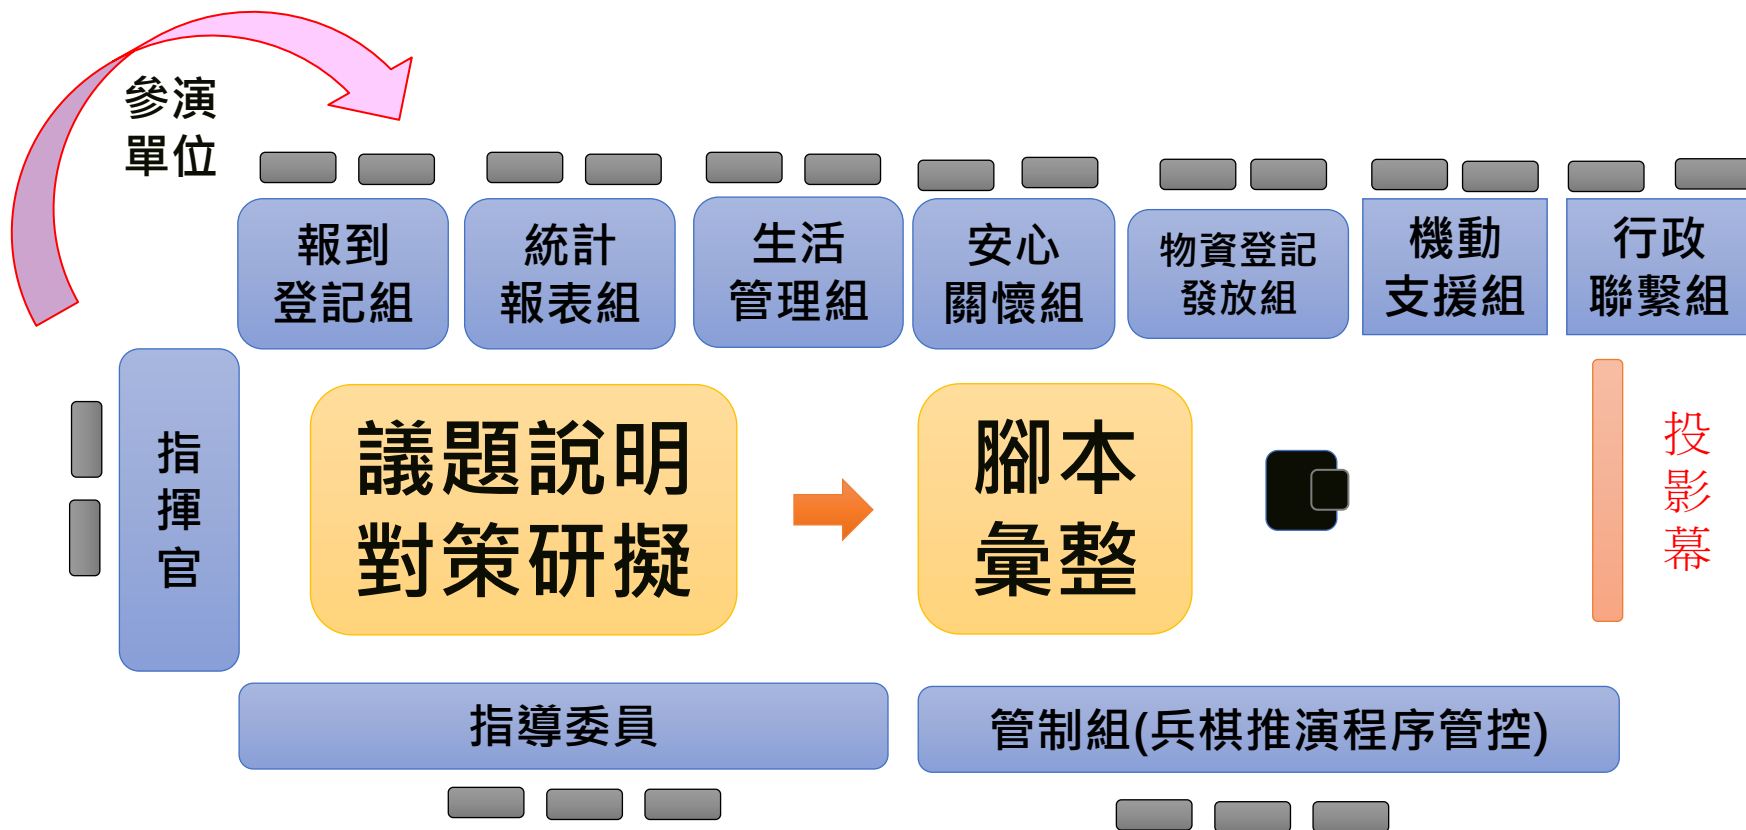 參演
單位
報到
登記組
統計
報表組
生活
管理組
安心
關懷組
物資登記
發放組
機動
支援組
行政
聯繫組
指
揮
官
議題說明
對策研擬
腳本
彙整
投
影
幕
指導委員
管制組(兵棋推演程序管控)